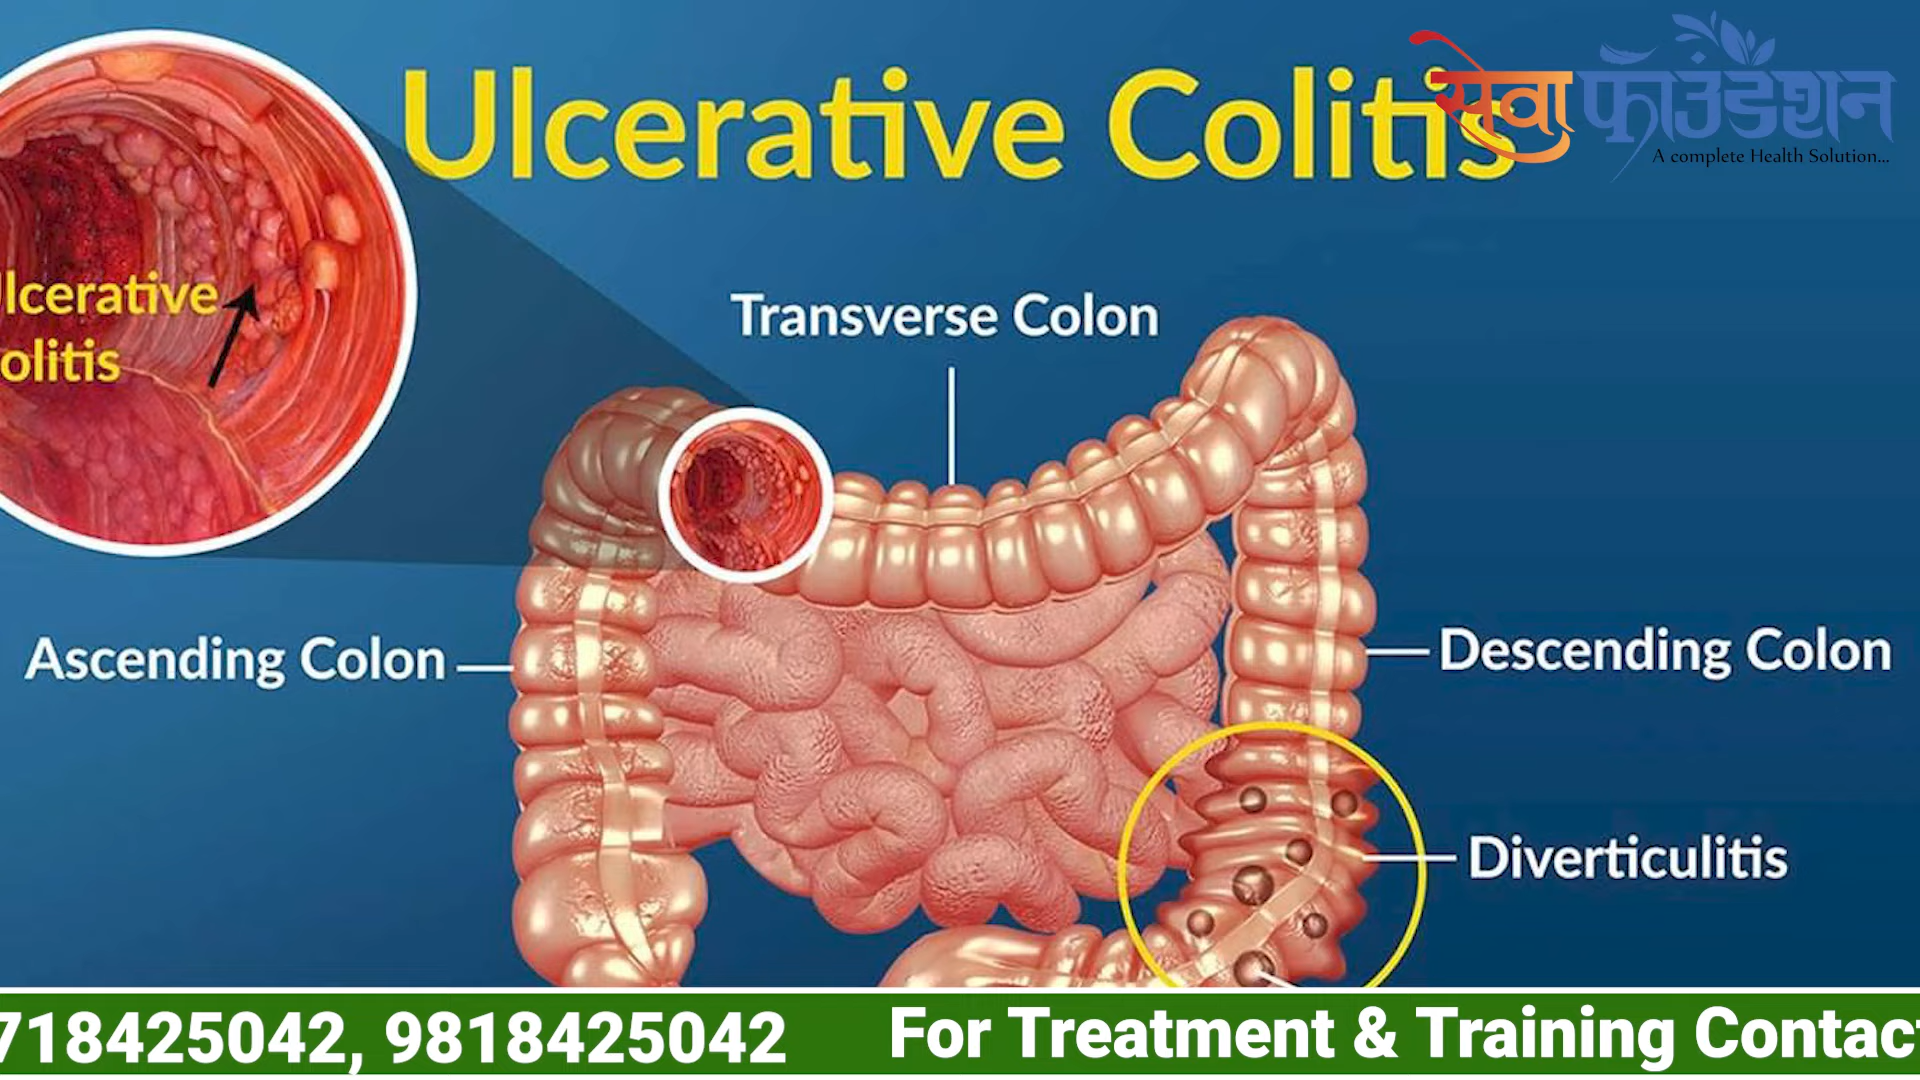 Ulcerative Colitis
सेवा फॉउंडेशन
A complete Health Solution...
lcerative
olitis
Transverse Colon
Ascending Colon
Descending Colon
Diverticulitis
718425042, 9818425042 For Treatment & Training Contact